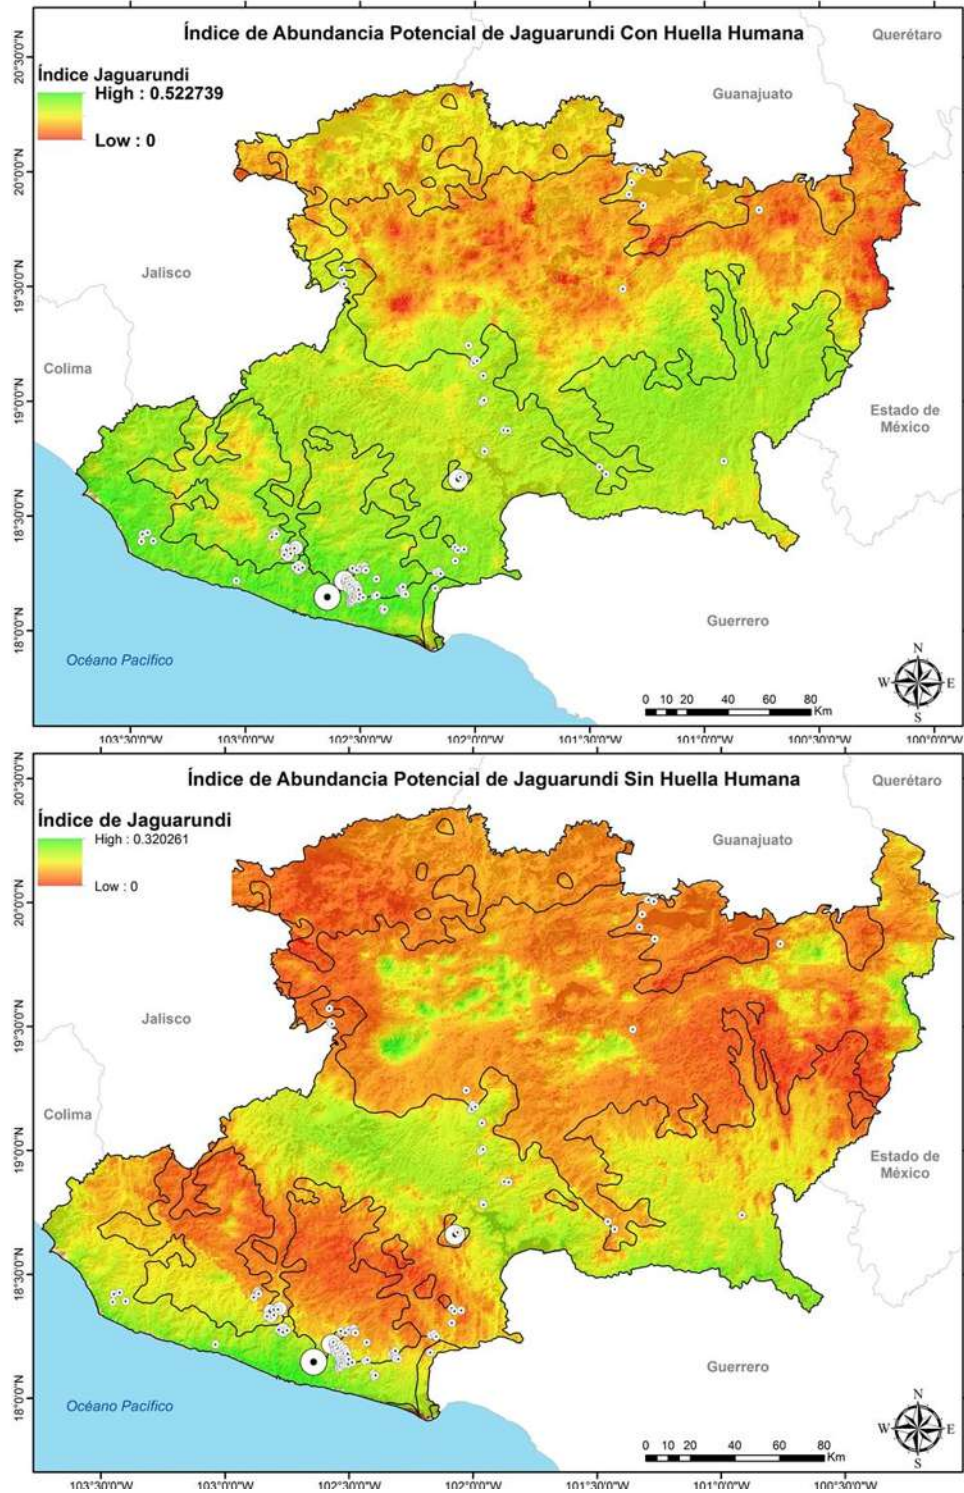 Índice de Abundancia Potencial de Jaguarundi Con Huella Humana
Querétaro
Índice Jaguarundi
High : 0.522739
Low : 0
Guanajuato
Jalisco
Colima
Estado de
México
Guerrero
Océano Pacífico
20°30'0"N
20°0'0"N
19°30'0"N
19°0'0"N
18°30'0"N
18°0'0"N
N
W
E
S
0 10 20 40 60 80
Km
103°30'0"W 103°0'0"W 102°30'0"W 102°0'0"W 101°30'0"W 101°0'0"W 100°30'0"W 100°0'0"W
Índice de Abundancia Potencial de Jaguarundi Sin Huella Humana
Querétaro
Índice de Jaguarundi
High : 0.320261
Low : 0
Guanajuato
Jalisco
Colima
Estado de
México
Guerrero
Océano Pacífico
20°30'0"N
20°0'0"N
19°30'0"N
19°0'0"N
18°30'0"N
18°0'0"N
N
W
E
S
0 10 20 40 60 80
Km
103°30'0"W 103°0'0"W 102°30'0"W 102°0'0"W 101°30'0"W 101°0'0"W 100°30'0"W